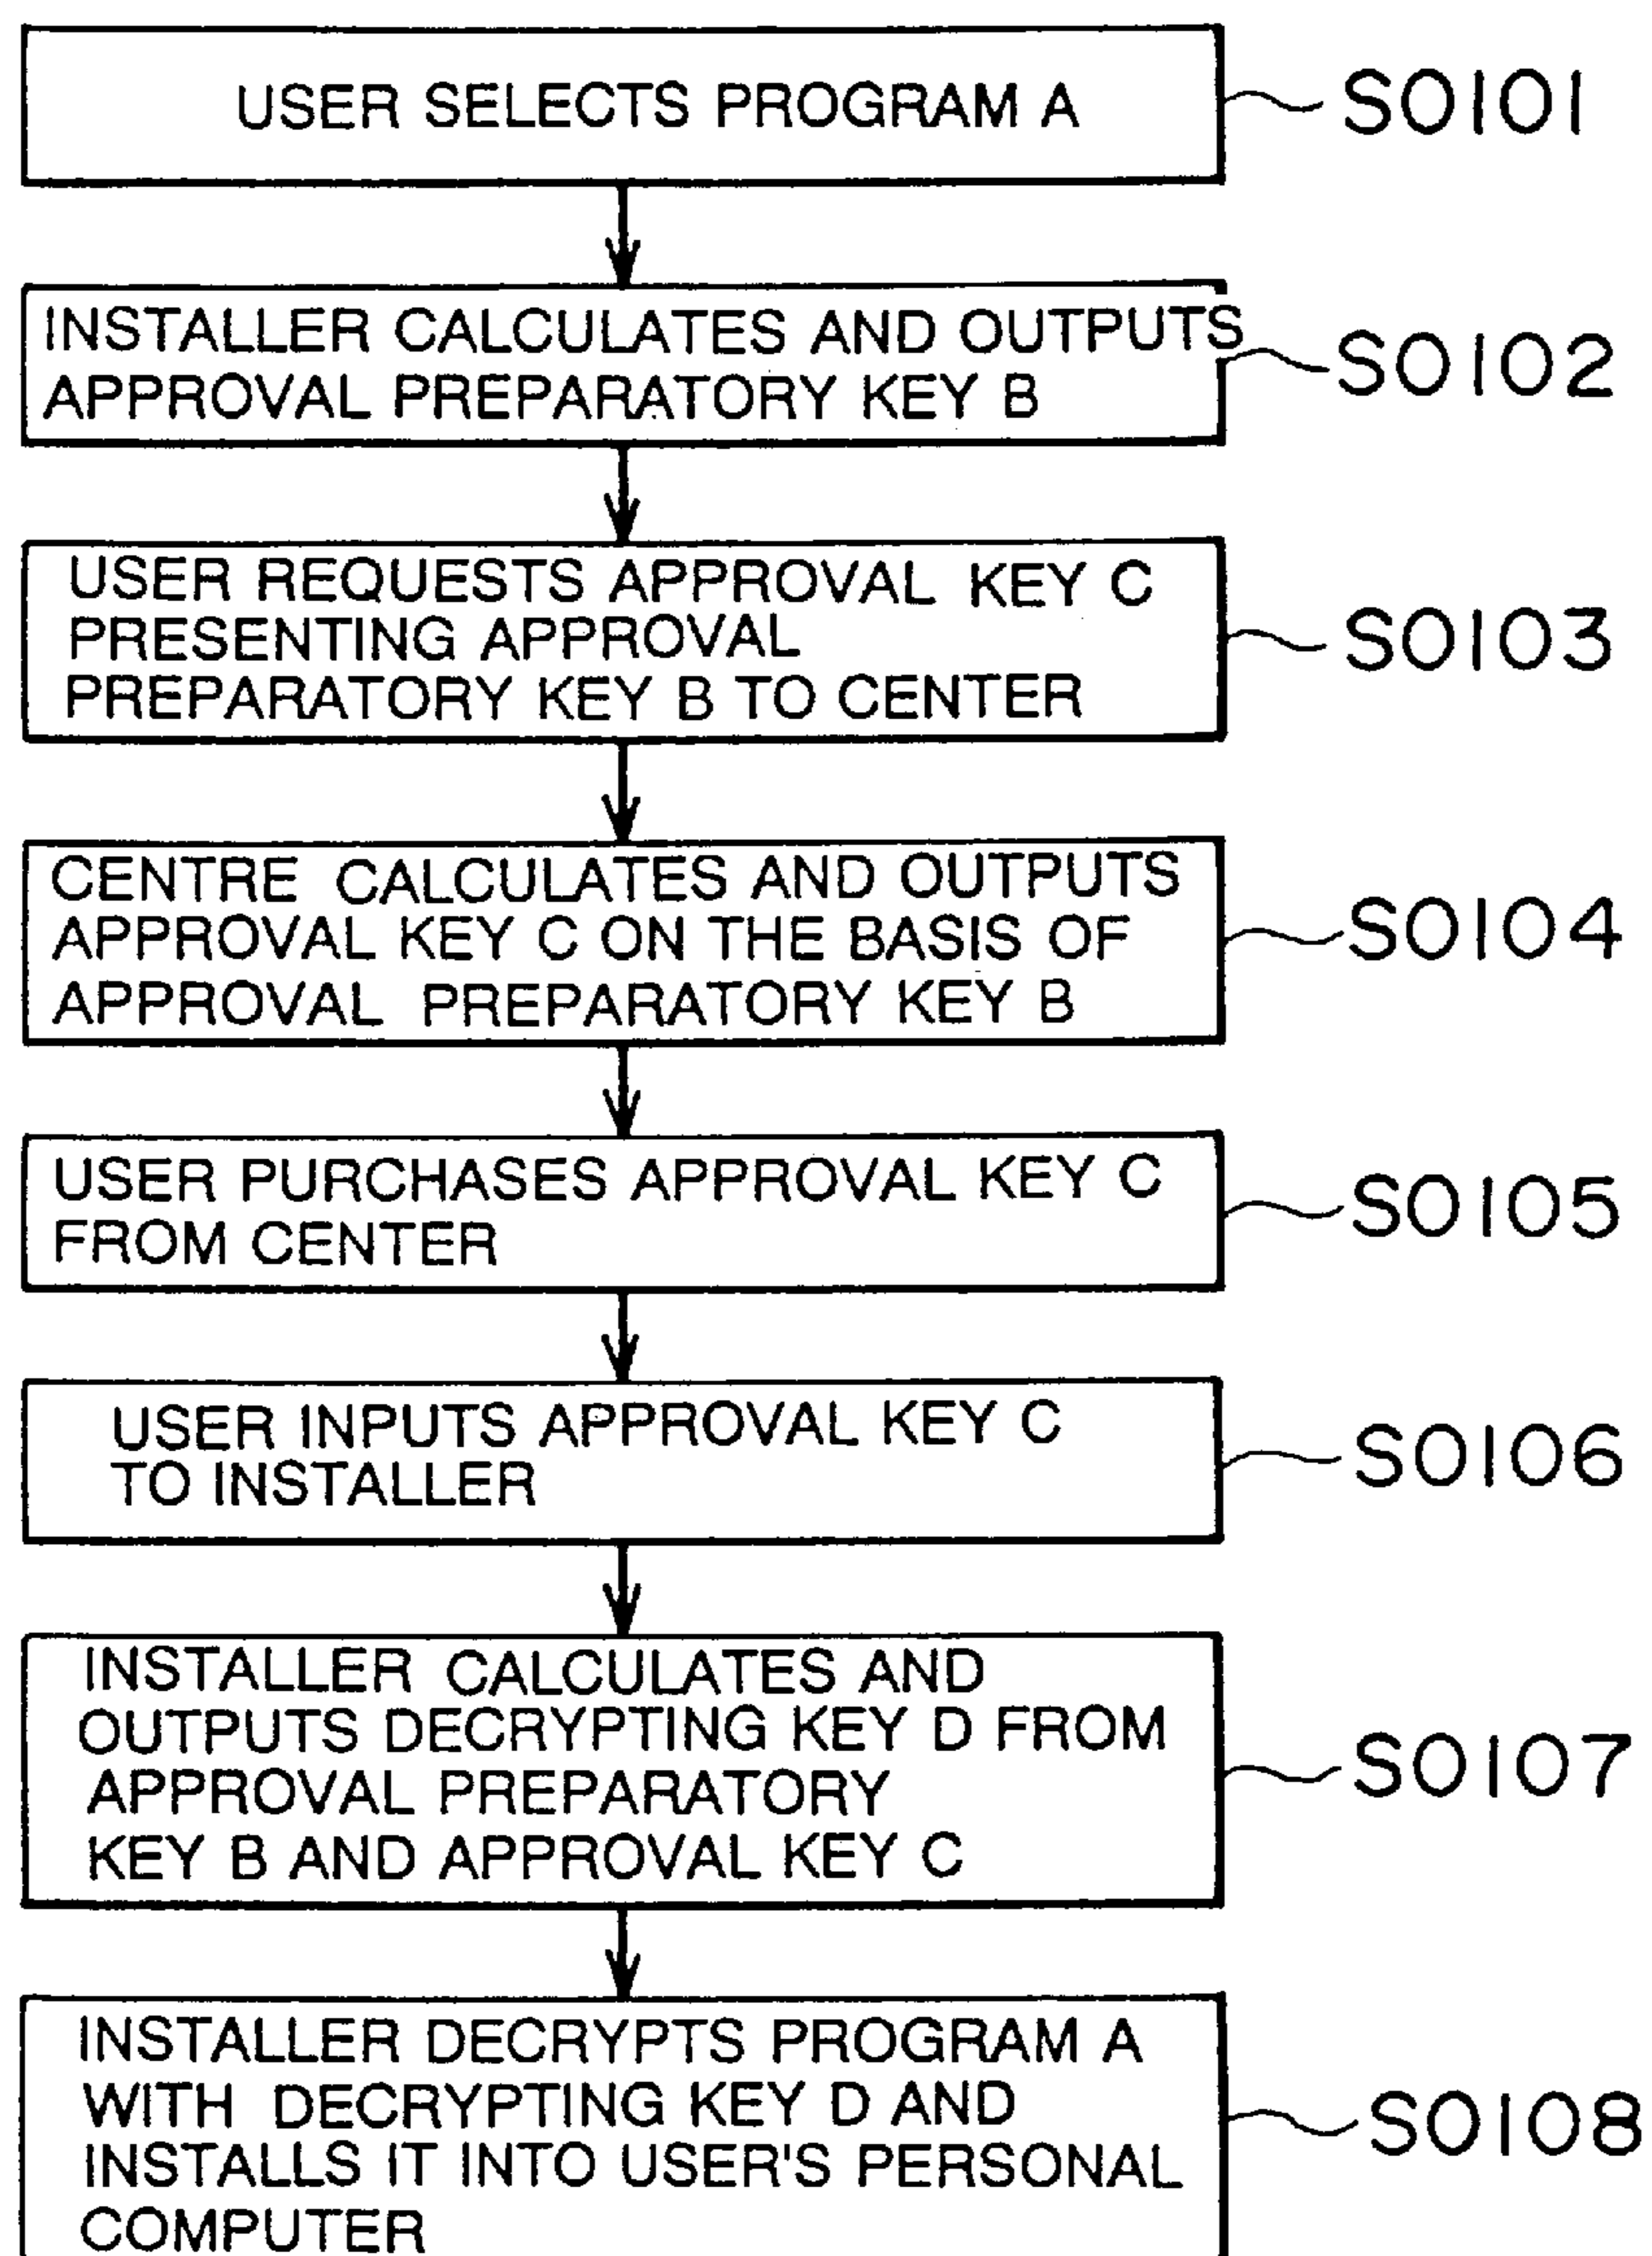 USER SELECTS PROGRAM A
S0101
INSTALLER CALCULATES AND OUTPUTS
APPROVAL PREPARATORY KEY B
S0102
USER REQUESTS APPROVAL KEY C
PRESENTING APPROVAL
PREPARATORY KEY B TO CENTER
S0103
CENTRE CALCULATES AND OUTPUTS
APPROVAL KEY C ON THE BASIS OF
APPROVAL PREPARATORY KEY B
S0104
USER PURCHASES APPROVAL KEY C
FROM CENTER
S0105
USER INPUTS APPROVAL KEY C
TO INSTALLER
S0106
INSTALLER CALCULATES AND
OUTPUTS DECRYPTING KEY D FROM
APPROVAL PREPARATORY
KEY B AND APPROVAL KEY C
S0107
INSTALLER DECRYPTS PROGRAM A
WITH DECRYPTING KEY D AND
INSTALLS IT INTO USER'S PERSONAL
COMPUTER
S0108